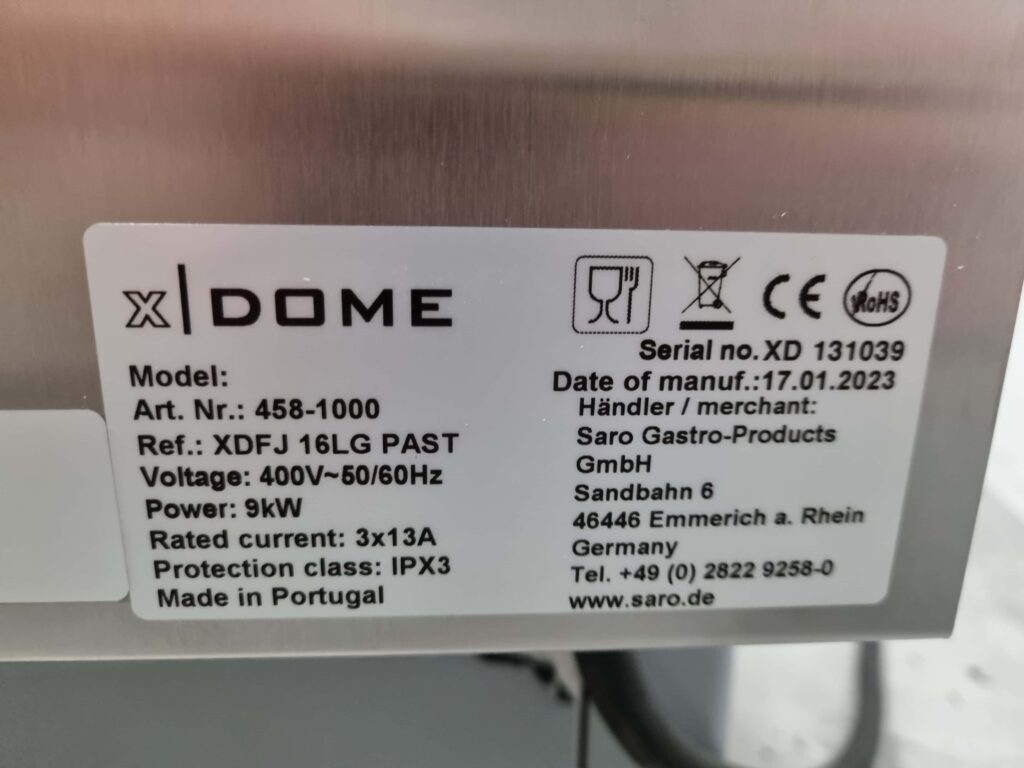 x|DOME
Model:
Art. Nr.: 458-1000
Ref.: XDFJ 16LG PAST
Voltage: 400V~50/60Hz
Power: 9kW
Rated current: 3x13A
Protection class: IPX3
Made in Portugal
CE
RoHS
Serial no. XD 131039
Date of manuf.:17.01.2023
Händler / merchant:
Saro Gastro-Products
GmbH
Sandbahn 6
46446 Emmerich a. Rhein
Germany
Tel. +49 (0) 2822 9258-0
www.saro.de